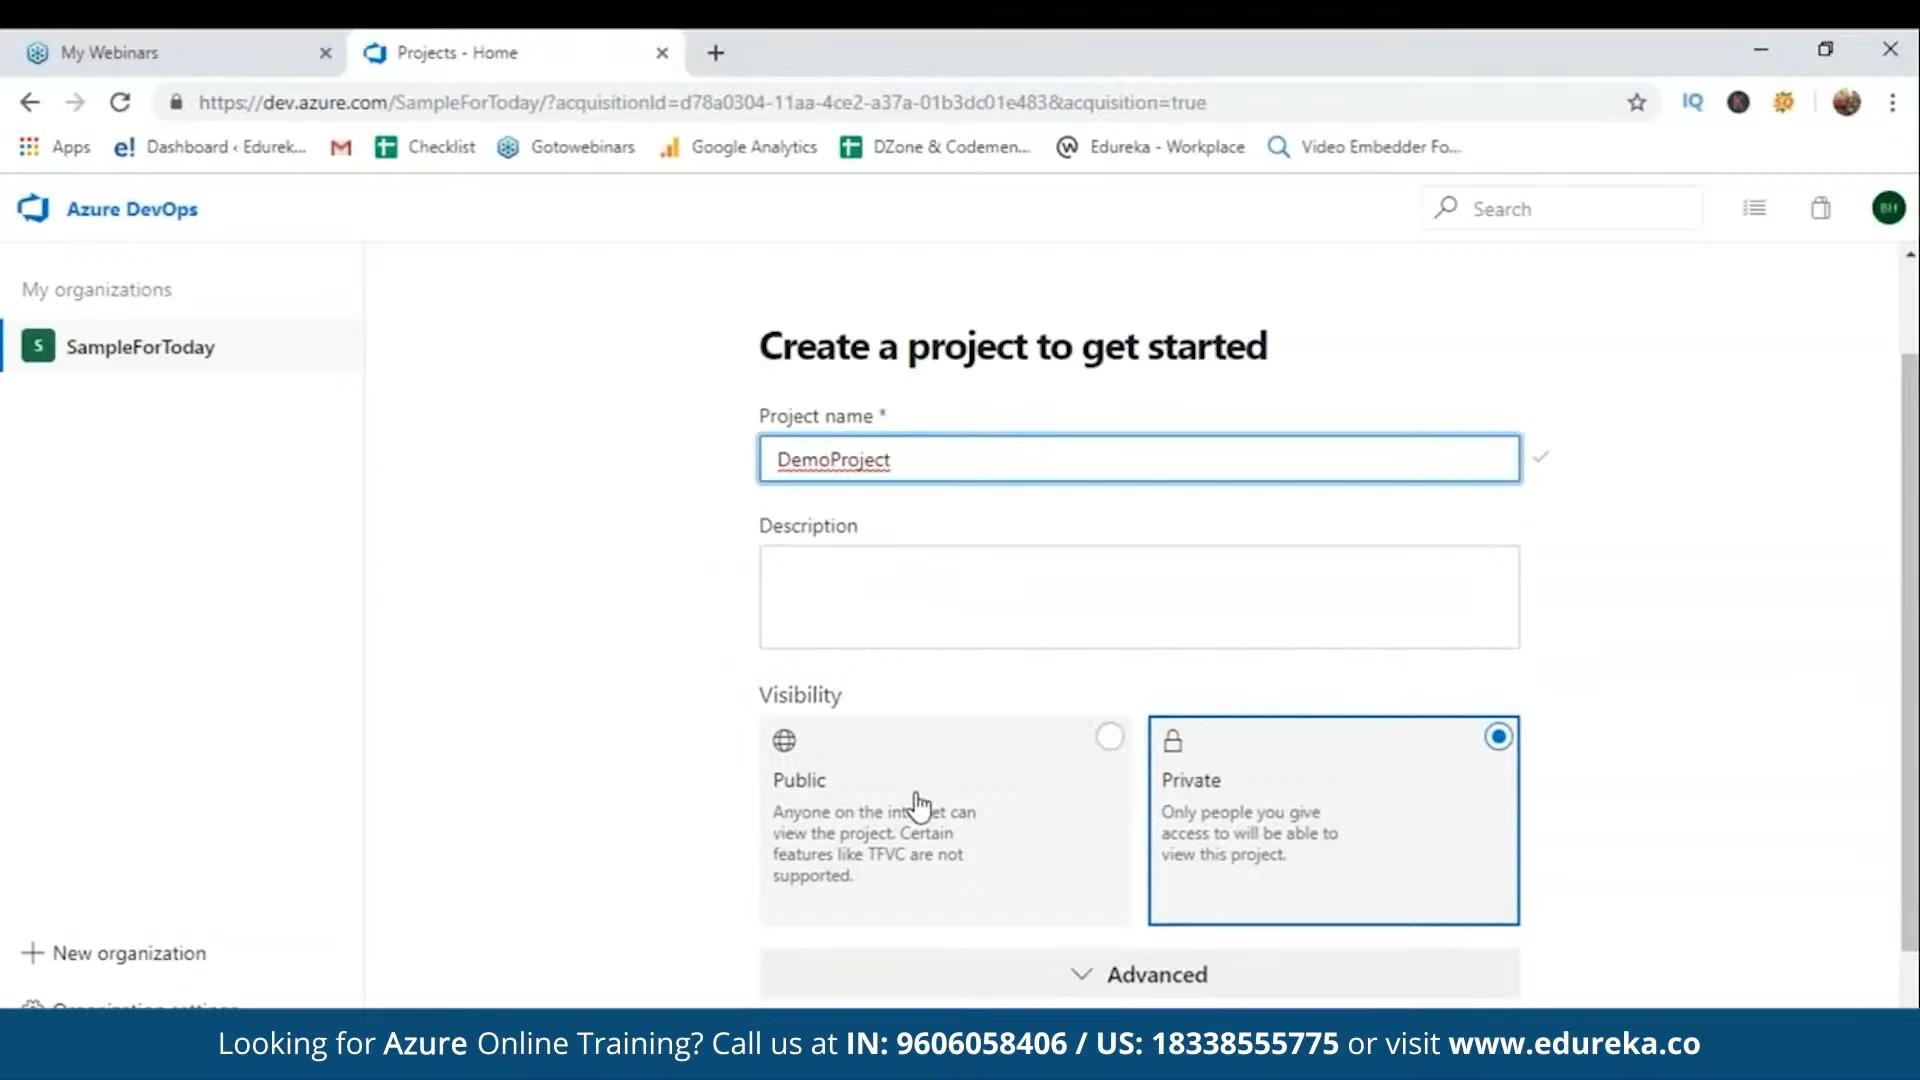 My Webinars
Projects - Home
https://dev.azure.com/SampleForToday/?acquisitionId=d78a0304-11aa-4ce2-a37a-01b3dc01e483&acquisition=true
IQ
Apps
e! Dashboard ‹ Edurek...
M
Checklist
Gotowebinars
Google Analytics
DZone & Codemen...
Edureka - Workplace
Video Embedder Fo...
Azure DevOps
Search
BH
My organizations
S SampleForToday
Create a project to get started
Project name *
DemoProject
Description
Visibility
Public
Anyone on the internet can
view the project. Certain
features like TFVC are not
supported.
Private
Only people you give
access to will be able to
view this project.
Advanced
New organization
Organization settings
Looking for Azure Online Training? Call us at IN: 9606058406 / US: 18338555775 or visit www.edureka.co